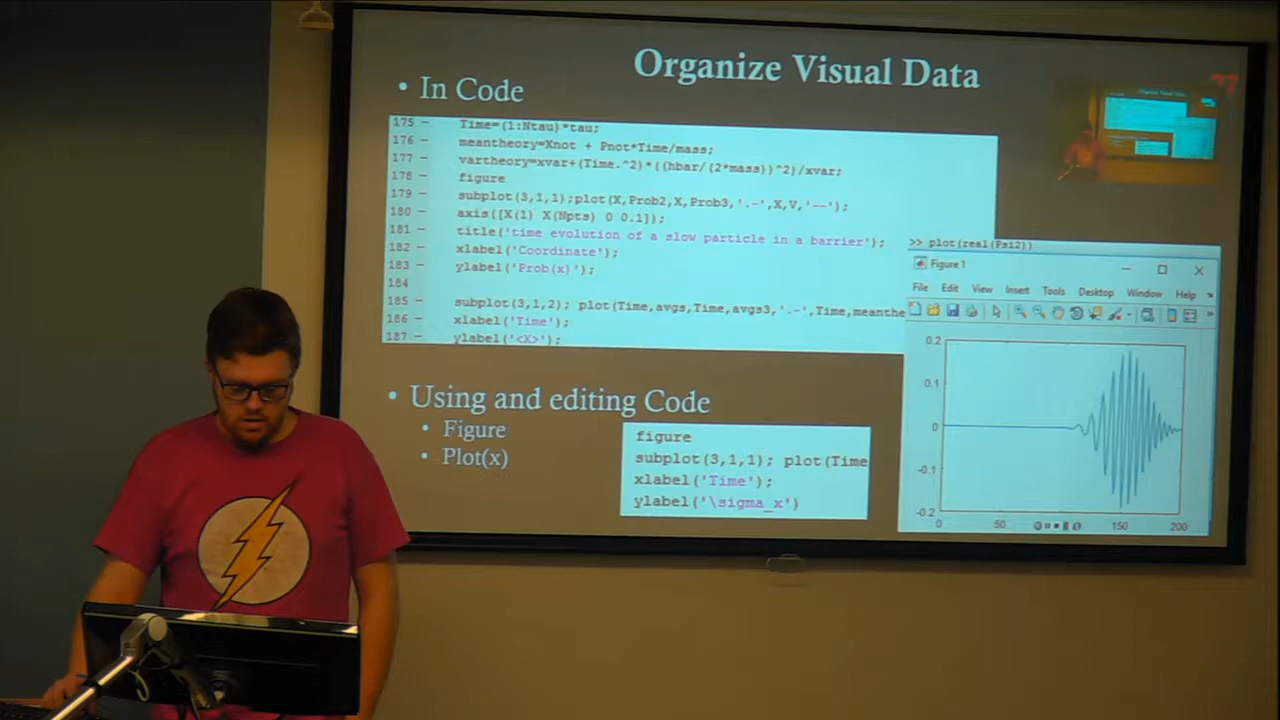 Organize Visual Data
• In Code
175 - Time=(1:Ntau)*tau;
176 - meantheory=Xnot + Pnot*Time/mass;
177 - vartheory=xvar+(Time.^2)*((hbar/(2*mass))^2)/xvar;
178 - figure
179 - subplot(3,1,1);plot(X,Prob2,X,Prob3,'.-',X,V,'--');
180 - axis([X(1) X(Npts) 0 0.1]);
181 - title('time evolution of a slow particle in a barrier');
182 - xlabel('Coordinate');
183 - ylabel('Prob(x)');
184
185 - subplot(3,1,2); plot(Time,avgs,Time,avgs3,'.-',Time,meanthe
186 - xlabel('Time');
187 - ylabel('<X>');
>> plot(real(Psi2))
Figure 1
File Edit View Insert Tools Desktop Window Help
0.2
0.1
0
-0.1
-0.2
0 50 150 200
• Using and editing Code
• Figure
• Plot(x)
figure
subplot(3,1,1); plot(Time
xlabel('Time');
ylabel('\sigma_x')